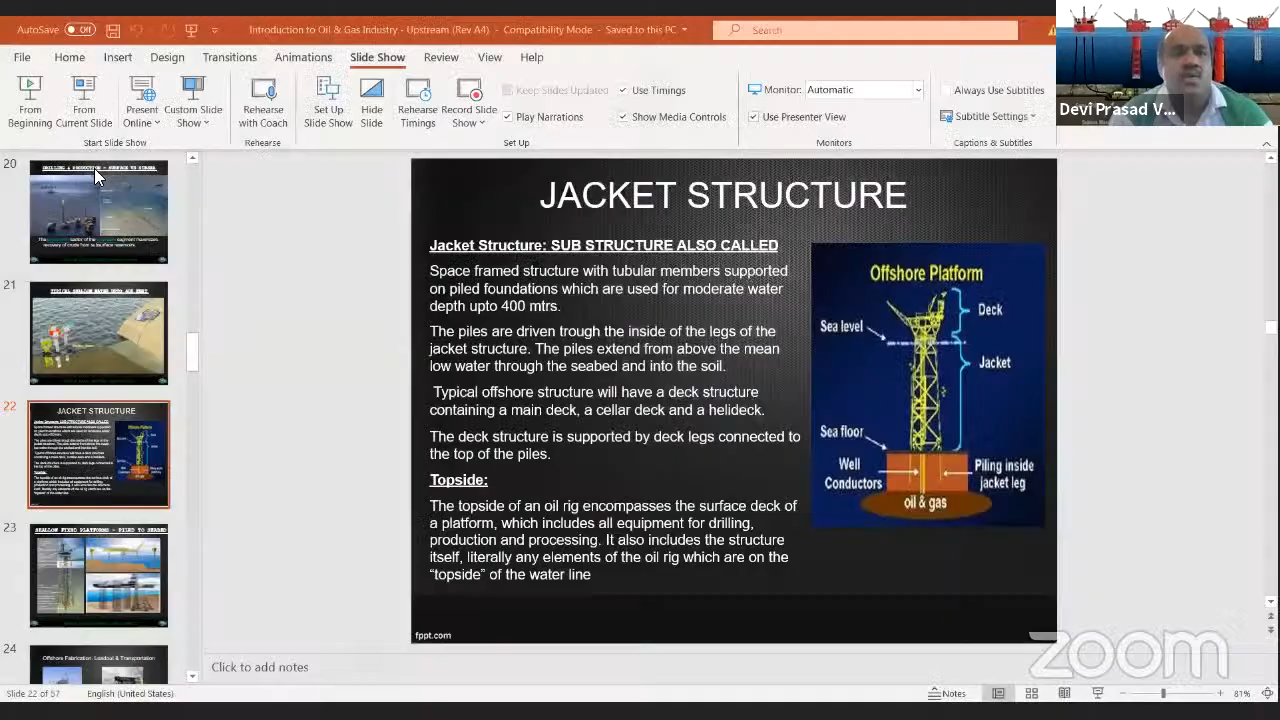 AutoSave Off
Introduction to Oil & Gas Industry - Upstream (Rev A4) - Compatibility Mode - Saved to this PC
Search
File Home Insert Design Transitions Animations Slide Show Review View Help
From Beginning
From Current Slide
Present Online
Custom Slide Show
Start Slide Show
Rehearse with Coach
Rehearse
Set Up Slide Show
Hide Slide
Rehearse Timings
Record Slide Show
Keep Slides Updated
Play Narrations
Use Timings
Show Media Controls
Set Up
Monitor: Automatic
Use Presenter View
Monitors
Always Use Subtitles
Subtitle Settings
Captions & Subtitles
Devi Prasad V...
20
21
22
JACKET STRUCTURE
23
24
Offshore Fabrication, Loadout & Transportation
JACKET STRUCTURE
Jacket Structure: SUB STRUCTURE ALSO CALLED
Space framed structure with tubular members supported
on piled foundations which are used for moderate water
depth upto 400 mtrs.
The piles are driven trough the inside of the legs of the
jacket structure. The piles extend from above the mean
low water through the seabed and into the soil.
Typical offshore structure will have a deck structure
containing a main deck, a cellar deck and a helideck.
The deck structure is supported by deck legs connected to
the top of the piles.
Topside:
The topside of an oil rig encompasses the surface deck of
a platform, which includes all equipment for drilling,
production and processing. It also includes the structure
itself, literally any elements of the oil rig which are on the
“topside” of the water line
fppt.com
Offshore Platform
Deck
Sea level
Jacket
Sea floor
Well
Conductors
Piling inside
jacket leg
oil & gas
Click to add notes
zoom
Slide 22 of 57 English (United States)
Notes
81%